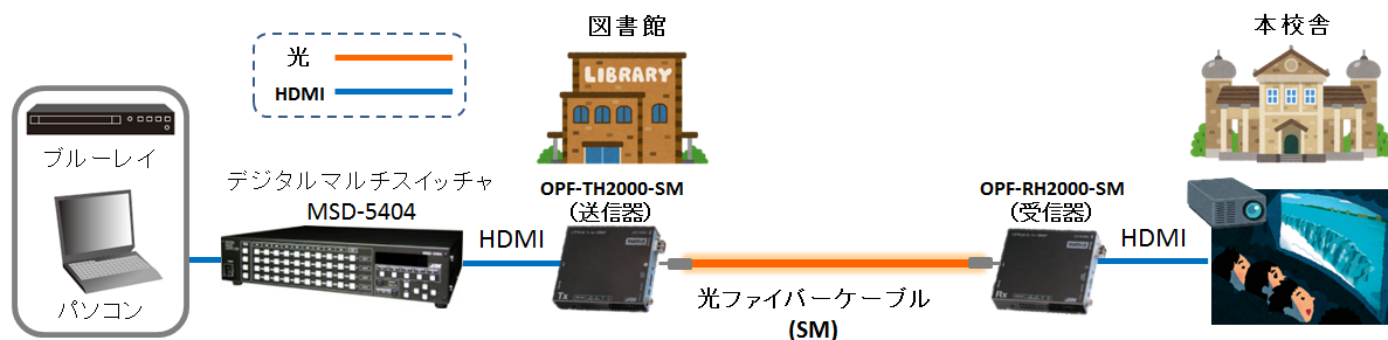 図書館
本校舎
光
HDMI
LIBRARY
ブルーレイ
パソコン
デジタルマルチスイッチャ
MSD-5404
HDMI
OPF-TH2000-SM
（送信器）
Tx
光ファイバーケーブル
(SM)
OPF-RH2000-SM
（受信器）
Rx
HDMI